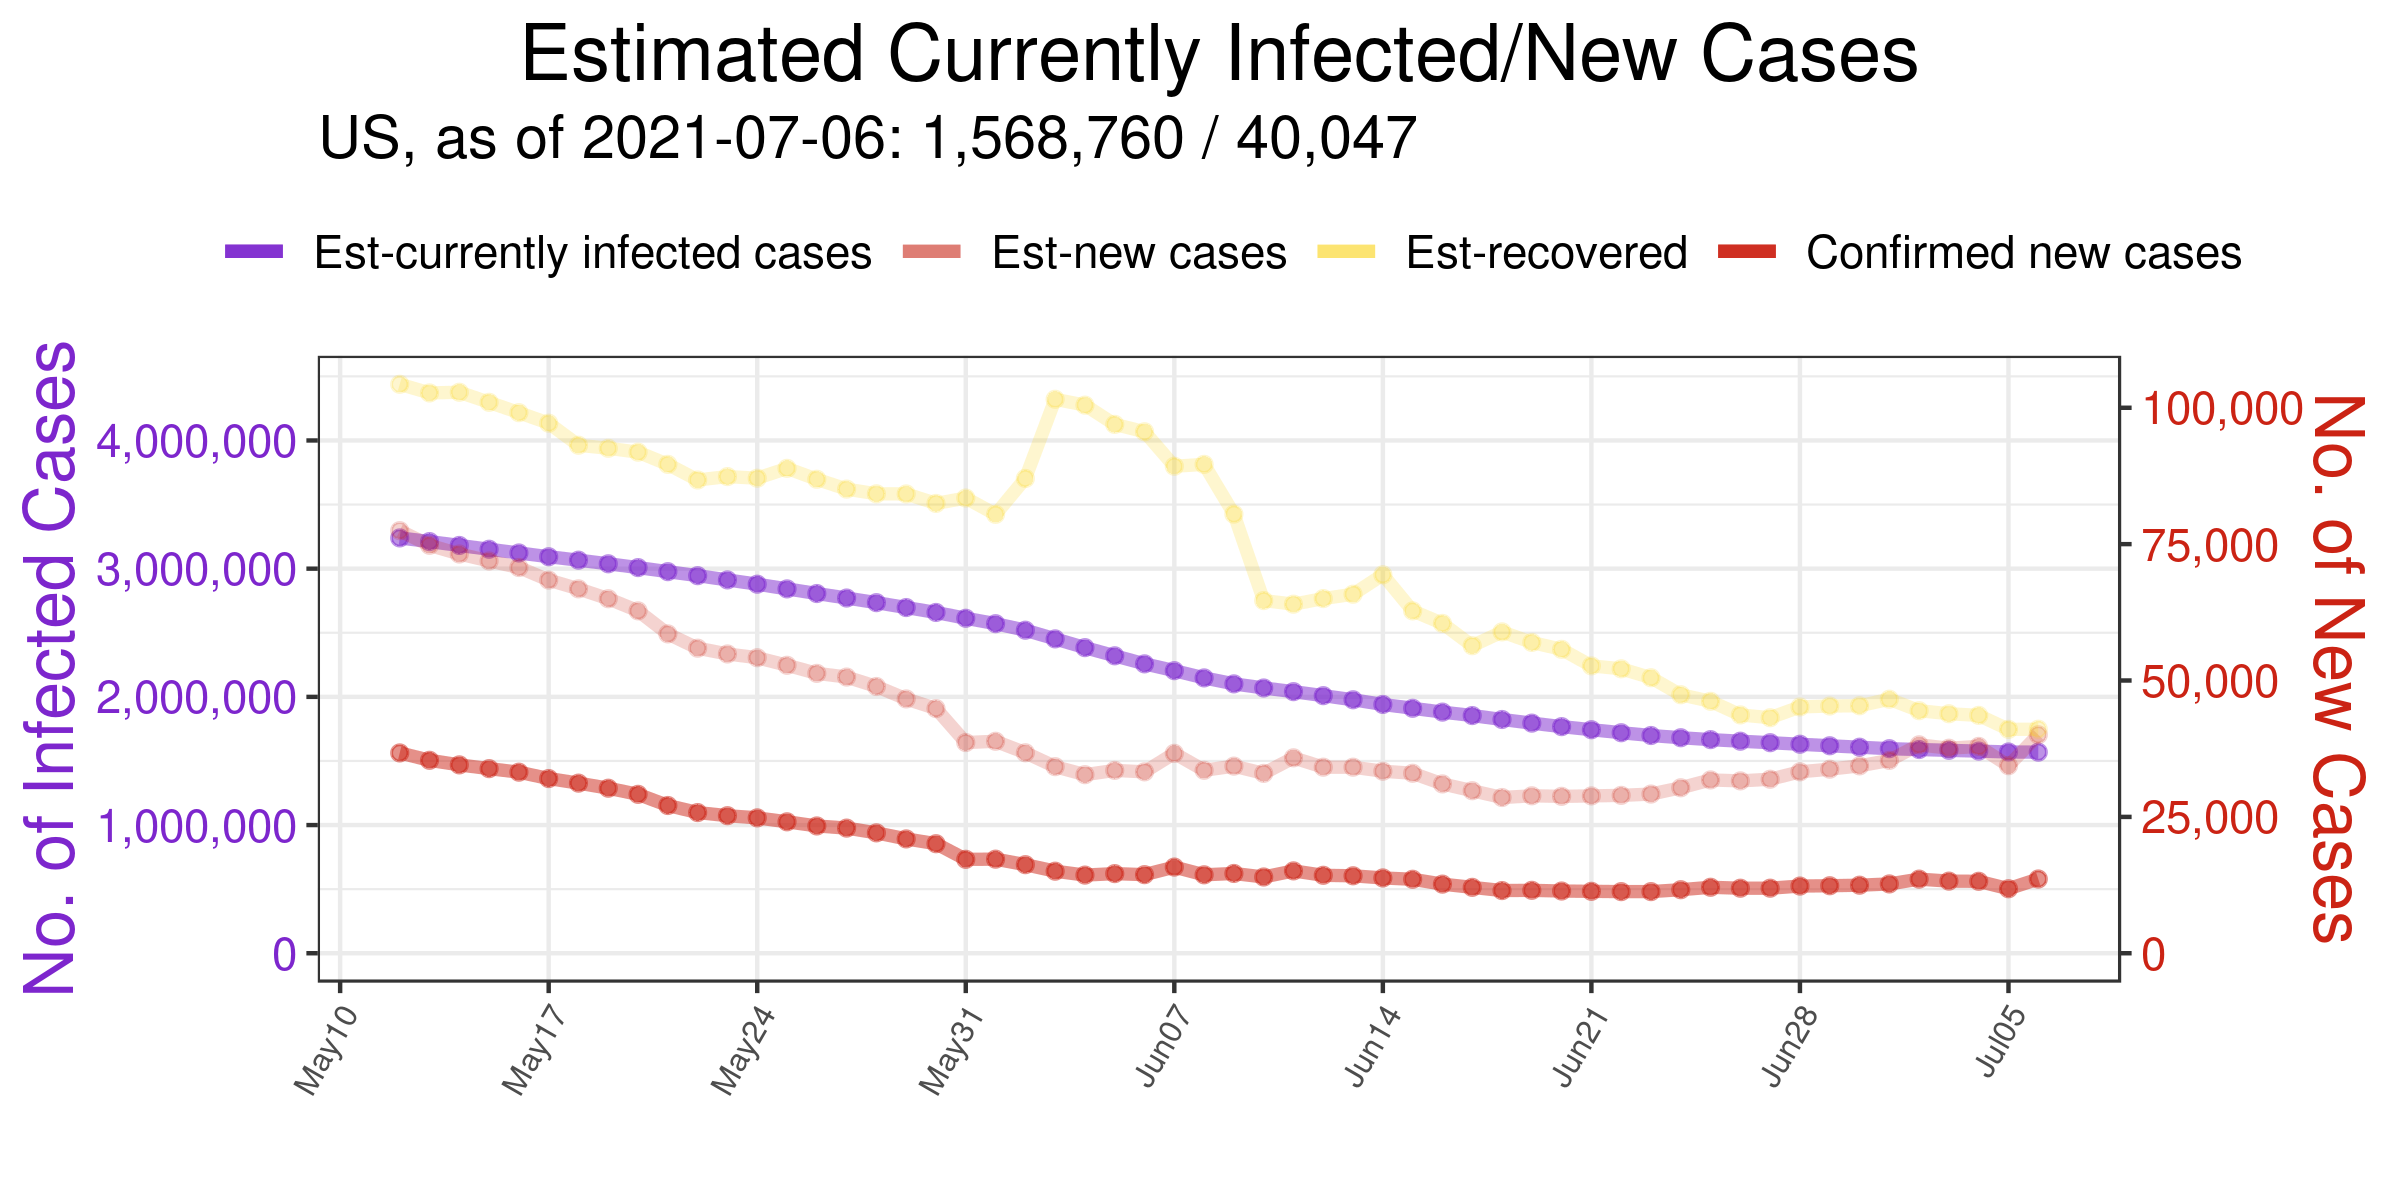 Estimated Currently Infected/New Cases
US, as of 2021-07-06: 1,568,760 / 40,047
Est-currently infected cases
Est-new cases
Est-recovered
Confirmed new cases
No. of Infected Cases
4,000,000
3,000,000
2,000,000
1,000,000
0
100,000
75,000
50,000
25,000
0
No. of New Cases
May10
May17
May24
May31
Jun07
Jun14
Jun21
Jun28
Jul05